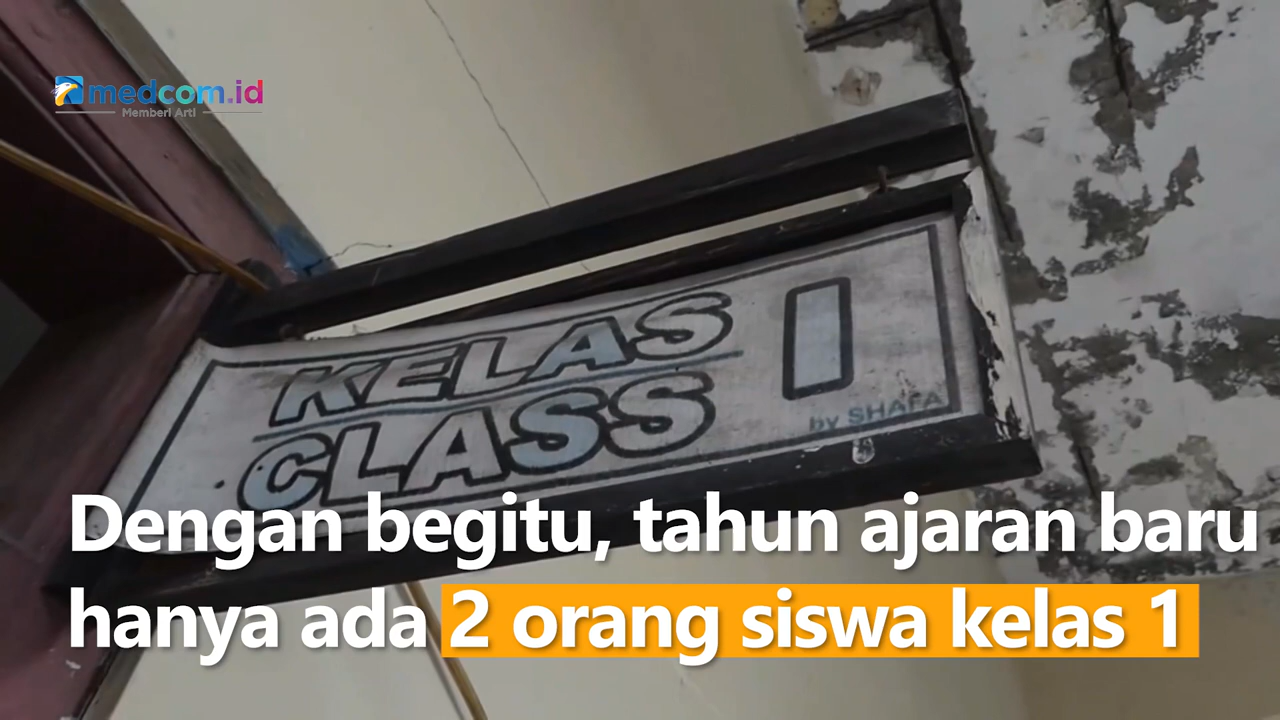 medcom.id
Memberi Arti
KELAS I
CLASS
by SHAFA
Dengan begitu, tahun ajaran baru
hanya ada 2 orang siswa kelas 1